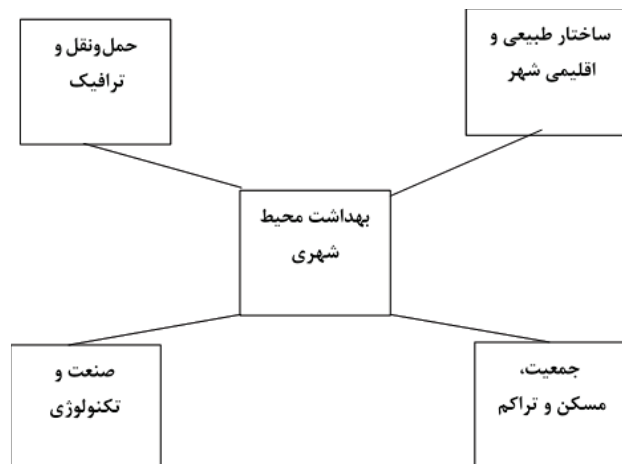 ساختار طبیعی و
اقلیمی شهر
حمل‌ونقل و
ترافیک
بهداشت محیط
شهری
جمعیت،
مسکن و تراکم
صنعت و
تکنولوژی